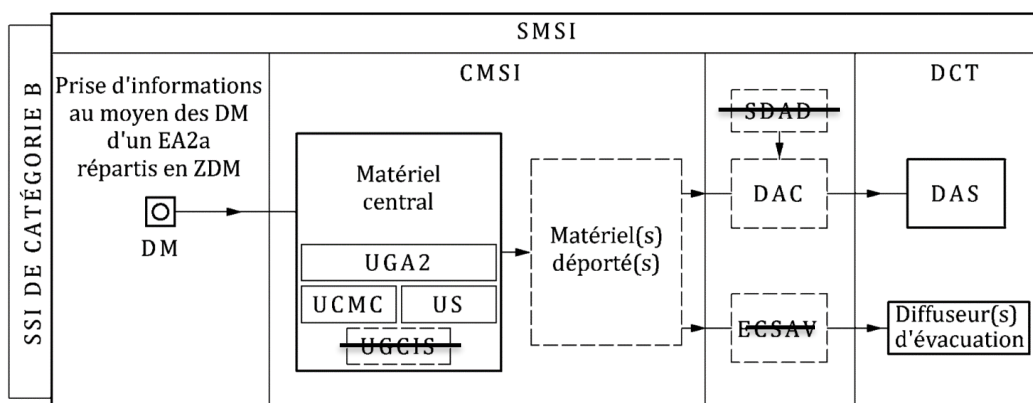 SSI DE CATÉGORIE B
SMSI
Prise d'informations
au moyen des DM
d'un EA2a
répartis en ZDM
DM
CMSI
Matériel
central
UGA2
UCMC
US
UGCIS
Matériel(s)
déporté(s)
SDAD
DAC
ECSAV
DCT
DAS
Diffuseur(s)
d'évacuation